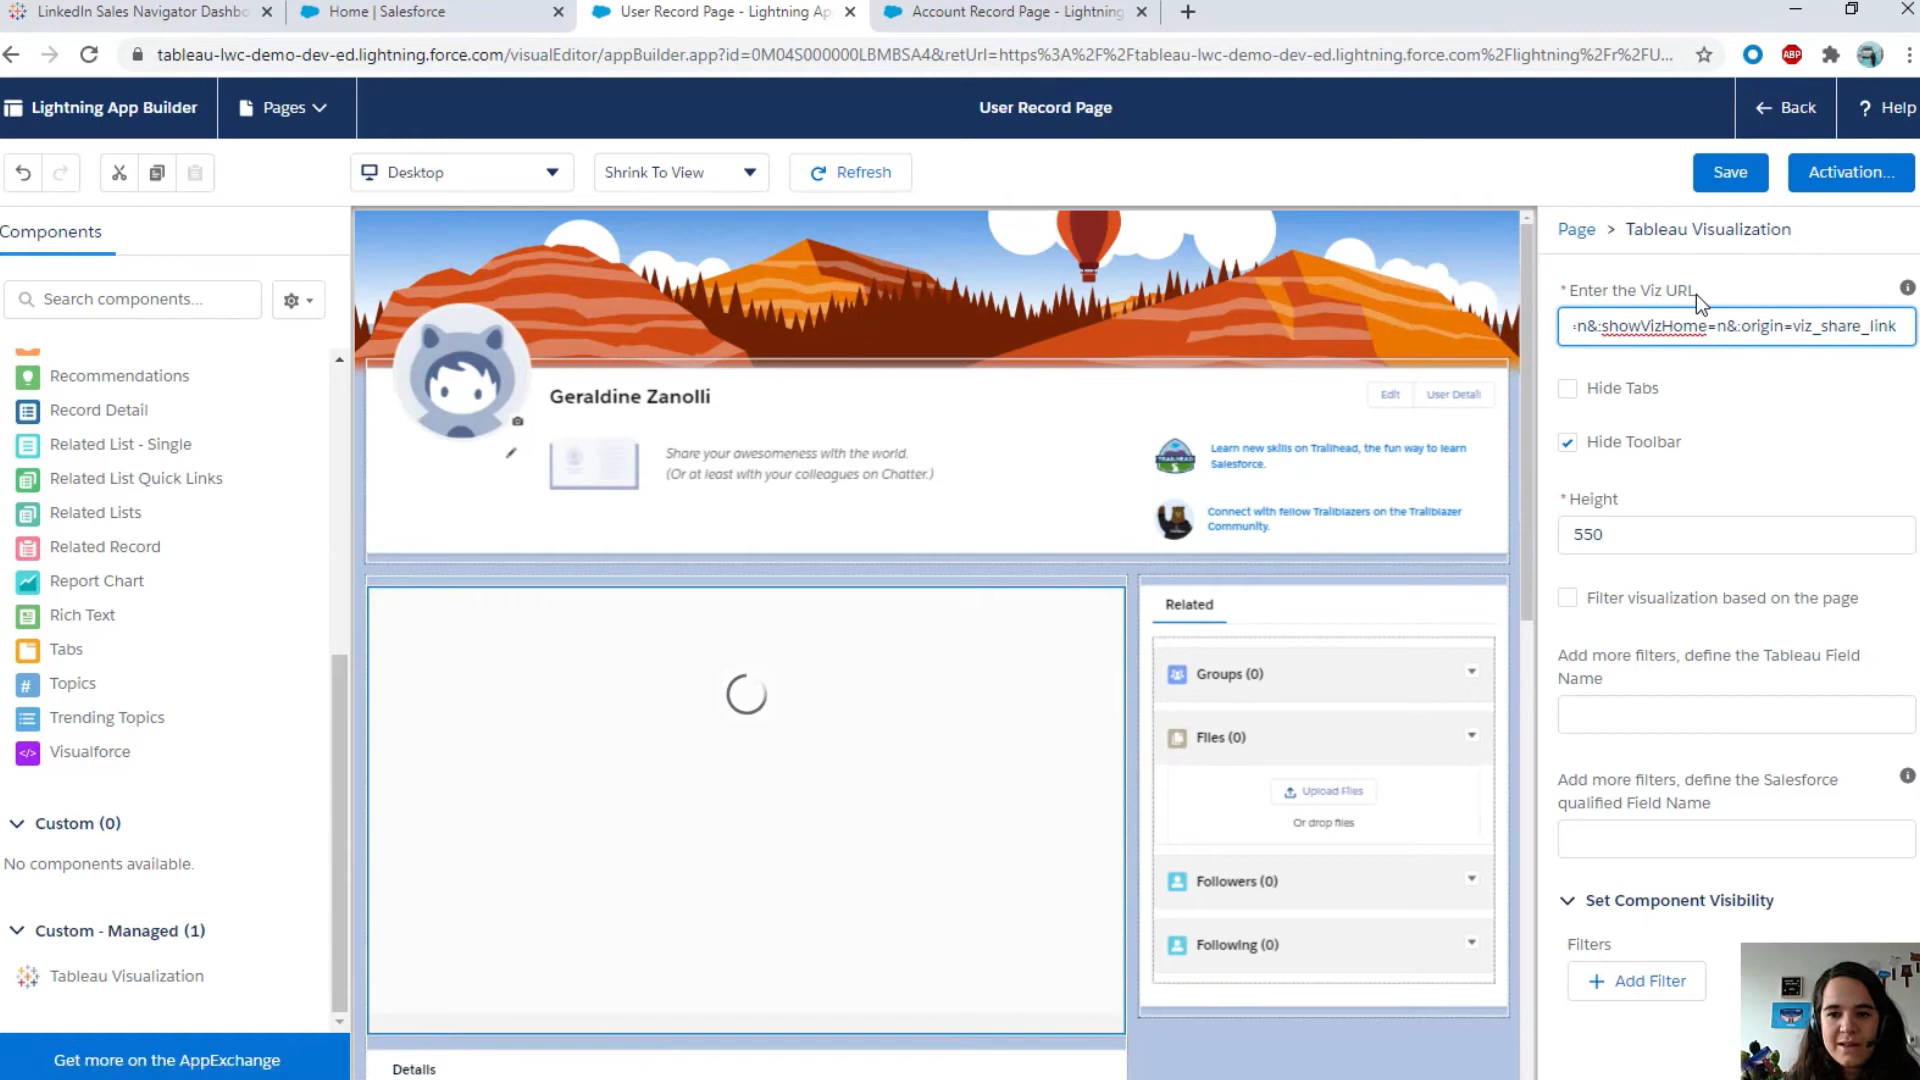 LinkedIn Sales Navigator Dashbo
Home | Salesforce
User Record Page - Lightning Ap
Account Record Page - Lightning
tableau-lwc-demo-dev-ed.lightning.force.com/visualEditor/appBuilder.app?id=0M04S000000LBMBSA4&retUrl=https%3A%2F%2Ftableau-lwc-demo-dev-ed.lightning.force.com%2Flightning%2Fr%2FU...
ABP
Lightning App Builder
Pages
User Record Page
Back
? Help
Desktop
Shrink To View
Refresh
Save
Activation...
Components
Search components...
Recommendations
Record Detail
Related List - Single
Related List Quick Links
Related Lists
Related Record
Report Chart
Rich Text
Tabs
Topics
Trending Topics
Visualforce
Custom (0)
No components available.
Custom - Managed (1)
Tableau Visualization
Get more on the AppExchange
Geraldine Zanolli
Edit
User Detail
Share your awesomeness with the world.
(Or at least with your colleagues on Chatter.)
TRAILHEAD
Learn new skills on Trailhead, the fun way to learn
Salesforce.
Connect with fellow Trailblazers on the Trailblazer
Community.
Related
Groups (0)
Files (0)
Upload Files
Or drop files
Followers (0)
Following (0)
Details
Page > Tableau Visualization
* Enter the Viz URL
=n&:showVizHome=n&:origin=viz_share_link
Hide Tabs
Hide Toolbar
* Height
550
Filter visualization based on the page
Add more filters, define the Tableau Field
Name
Add more filters, define the Salesforce
qualified Field Name
Set Component Visibility
Filters
+ Add Filter